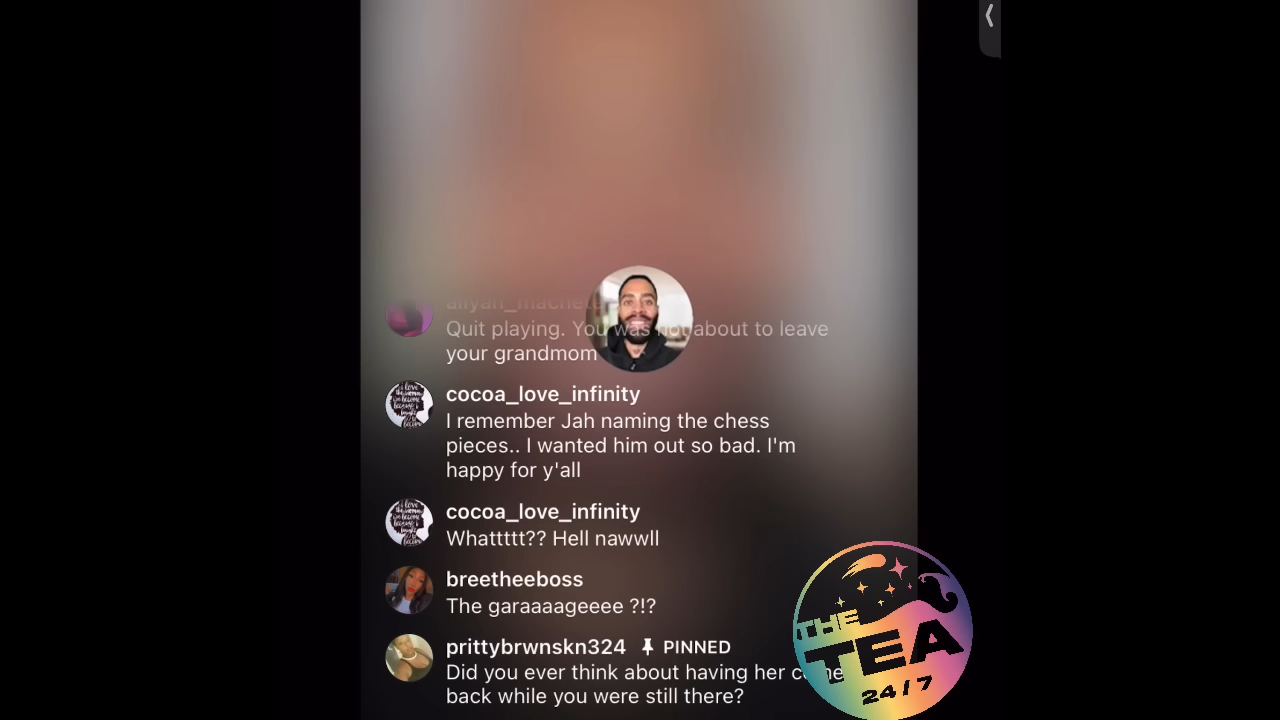 aliyah_machet
Quit playing. You was not about to leave
your grandmom
cocoa_love_infinity
I remember Jah naming the chess
pieces.. I wanted him out so bad. I'm
happy for y'all
cocoa_love_infinity
Whattttt?? Hell nawwll
breetheeboss
The garaaaageeee ?!?
prittybrwnskn324 PINNED
Did you ever think about having her come
back while you were still there?
THE
TEA
24/7